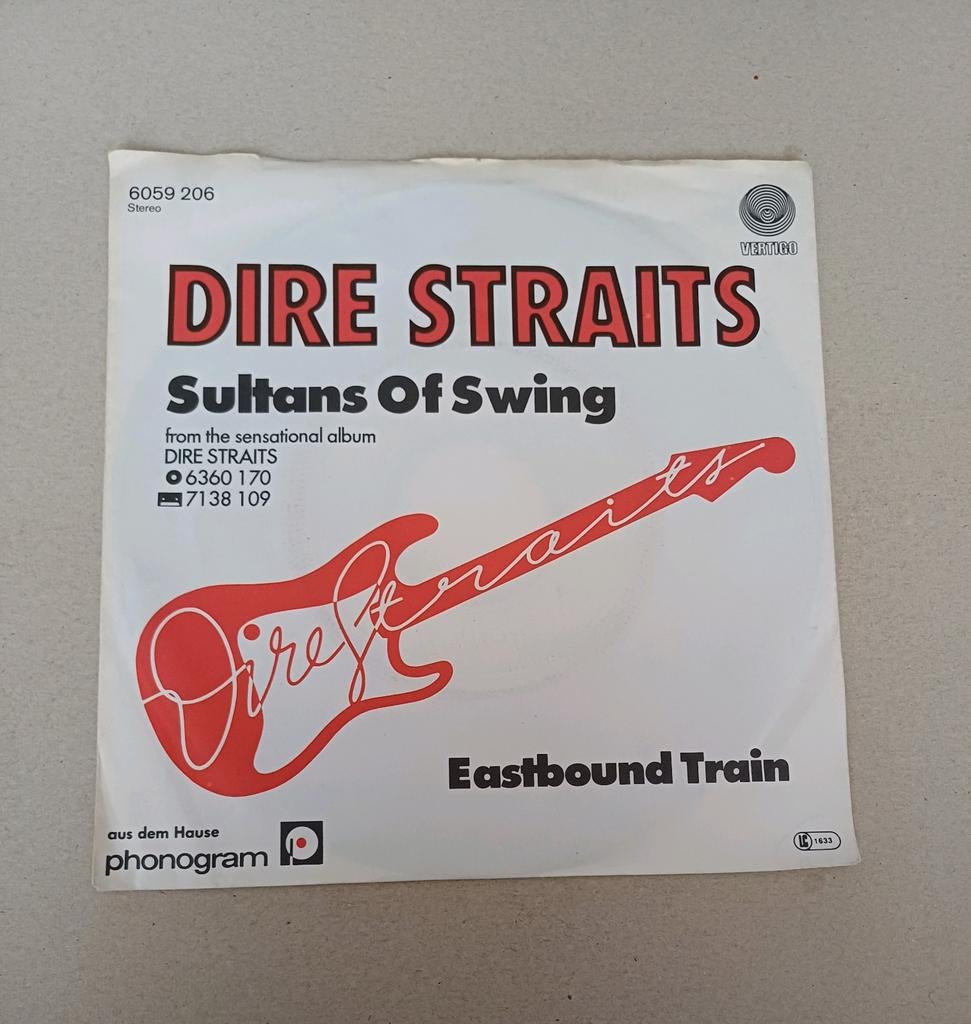 6059 206
Stereo
VERTIGO
DIRE STRAITS
Sultans Of Swing
from the sensational album
DIRE STRAITS
6360 170
7138 109
Dire Straits
Eastbound Train
aus dem Hause
phonogram
LC 1633